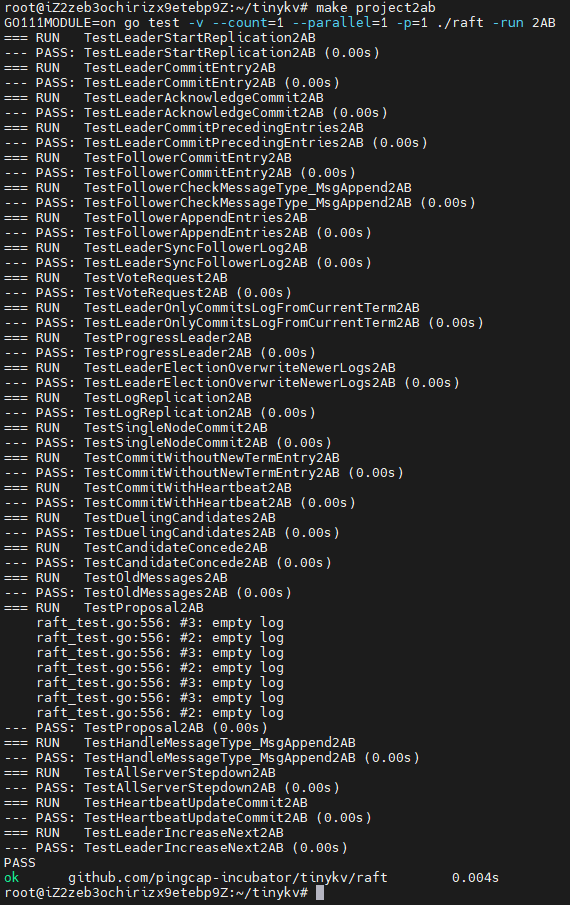 root@iZ2zeb3ochirizx9etebp9Z:~/tinykv# make project2ab
GO111MODULE=on go test -v --count=1 --parallel=1 -p=1 ./raft -run 2AB
=== RUN   TestLeaderStartReplication2AB
--- PASS: TestLeaderStartReplication2AB (0.00s)
=== RUN   TestLeaderCommitEntry2AB
--- PASS: TestLeaderCommitEntry2AB (0.00s)
=== RUN   TestLeaderAcknowledgeCommit2AB
--- PASS: TestLeaderAcknowledgeCommit2AB (0.00s)
=== RUN   TestLeaderCommitPrecedingEntries2AB
--- PASS: TestLeaderCommitPrecedingEntries2AB (0.00s)
=== RUN   TestFollowerCommitEntry2AB
--- PASS: TestFollowerCommitEntry2AB (0.00s)
=== RUN   TestFollowerCheckMessageType_MsgAppend2AB
--- PASS: TestFollowerCheckMessageType_MsgAppend2AB (0.00s)
=== RUN   TestFollowerAppendEntries2AB
--- PASS: TestFollowerAppendEntries2AB (0.00s)
=== RUN   TestLeaderSyncFollowerLog2AB
--- PASS: TestLeaderSyncFollowerLog2AB (0.00s)
=== RUN   TestVoteRequest2AB
--- PASS: TestVoteRequest2AB (0.00s)
=== RUN   TestLeaderOnlyCommitsLogFromCurrentTerm2AB
--- PASS: TestLeaderOnlyCommitsLogFromCurrentTerm2AB (0.00s)
=== RUN   TestProgressLeader2AB
--- PASS: TestProgressLeader2AB (0.00s)
=== RUN   TestLeaderElectionOverwriteNewerLogs2AB
--- PASS: TestLeaderElectionOverwriteNewerLogs2AB (0.00s)
=== RUN   TestLogReplication2AB
--- PASS: TestLogReplication2AB (0.00s)
=== RUN   TestSingleNodeCommit2AB
--- PASS: TestSingleNodeCommit2AB (0.00s)
=== RUN   TestCommitWithoutNewTermEntry2AB
--- PASS: TestCommitWithoutNewTermEntry2AB (0.00s)
=== RUN   TestCommitWithHeartbeat2AB
--- PASS: TestCommitWithHeartbeat2AB (0.00s)
=== RUN   TestDuelingCandidates2AB
--- PASS: TestDuelingCandidates2AB (0.00s)
=== RUN   TestCandidateConcede2AB
--- PASS: TestCandidateConcede2AB (0.00s)
=== RUN   TestOldMessages2AB
--- PASS: TestOldMessages2AB (0.00s)
=== RUN   TestProposal2AB
    raft_test.go:556: #3: empty log
    raft_test.go:556: #2: empty log
    raft_test.go:556: #3: empty log
    raft_test.go:556: #2: empty log
    raft_test.go:556: #3: empty log
    raft_test.go:556: #3: empty log
    raft_test.go:556: #2: empty log
--- PASS: TestProposal2AB (0.00s)
=== RUN   TestHandleMessageType_MsgAppend2AB
--- PASS: TestHandleMessageType_MsgAppend2AB (0.00s)
=== RUN   TestAllServerStepdown2AB
--- PASS: TestAllServerStepdown2AB (0.00s)
=== RUN   TestHeartbeatUpdateCommit2AB
--- PASS: TestHeartbeatUpdateCommit2AB (0.00s)
=== RUN   TestLeaderIncreaseNext2AB
--- PASS: TestLeaderIncreaseNext2AB (0.00s)
PASS
ok      github.com/pingcap-incubator/tinykv/raft        0.004s
root@iZ2zeb3ochirizx9etebp9Z:~/tinykv#